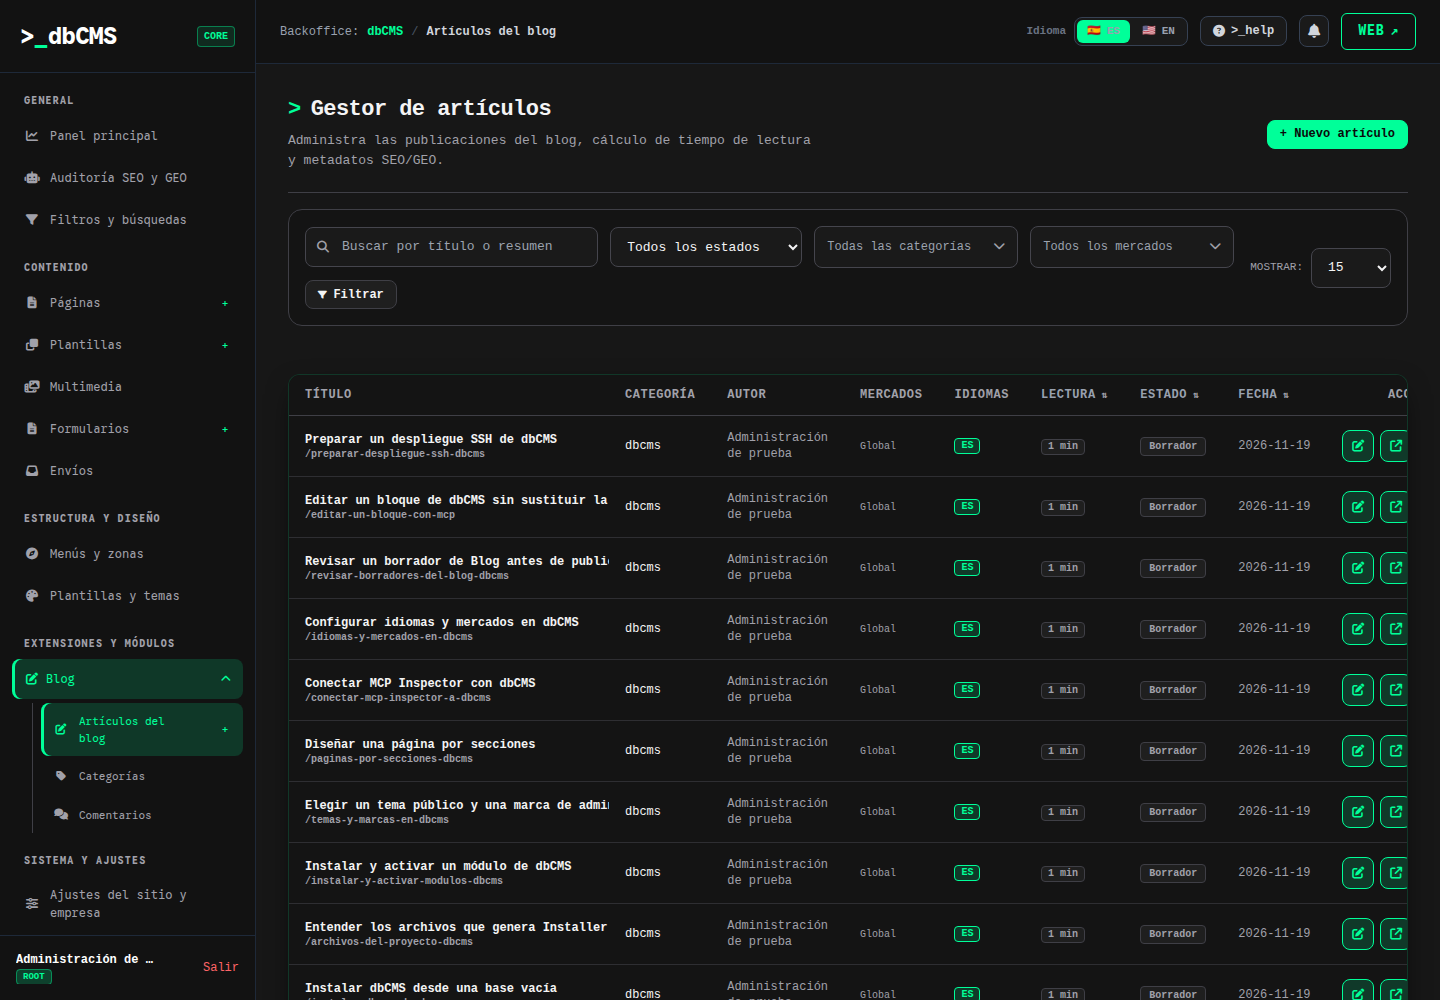 >_dbCMS
CORE
Backoffice: dbCMS / Artículos del blog
Idioma
EN
>_help
WEB ↗
GENERAL
Panel principal
Auditoría SEO y GEO
Filtros y búsquedas
CONTENIDO
Páginas +
Plantillas +
Multimedia
Formularios +
Envíos
ESTRUCTURA Y DISEÑO
Menús y zonas
Plantillas y temas
EXTENSIONES Y MÓDULOS
Blog
Artículos del
blog +
Categorías
Comentarios
SISTEMA Y AJUSTES
Ajustes del sitio y
empresa
Administración de …
ROOT
Salir
> Gestor de artículos
Administra las publicaciones del blog, cálculo de tiempo de lectura
y metadatos SEO/GEO.
+ Nuevo artículo
Buscar por título o resumen
Todos los estados
Todas las categorías
Todos los mercados
MOSTRAR: 15
Filtrar
TÍTULO CATEGORÍA AUTOR MERCADOS IDIOMAS LECTURA ⇅ ESTADO ⇅ FECHA ⇅ ACC
Preparar un despliegue SSH de dbCMS
/preparar-despliegue-ssh-dbcms
dbcms
Administración
de prueba
Global ES 1 min Borrador 2026-11-19
Editar un bloque de dbCMS sin sustituir la
/editar-un-bloque-con-mcp
dbcms
Administración
de prueba
Global ES 1 min Borrador 2026-11-19
Revisar un borrador de Blog antes de public
/revisar-borradores-del-blog-dbcms
dbcms
Administración
de prueba
Global ES 1 min Borrador 2026-11-19
Configurar idiomas y mercados en dbCMS
/idiomas-y-mercados-en-dbcms
dbcms
Administración
de prueba
Global ES 1 min Borrador 2026-11-19
Conectar MCP Inspector con dbCMS
/conectar-mcp-inspector-a-dbcms
dbcms
Administración
de prueba
Global ES 1 min Borrador 2026-11-19
Diseñar una página por secciones
/paginas-por-secciones-dbcms
dbcms
Administración
de prueba
Global ES 1 min Borrador 2026-11-19
Elegir un tema público y una marca de admin
/temas-y-marcas-en-dbcms
dbcms
Administración
de prueba
Global ES 1 min Borrador 2026-11-19
Instalar y activar un módulo de dbCMS
/instalar-y-activar-modulos-dbcms
dbcms
Administración
de prueba
Global ES 1 min Borrador 2026-11-19
Entender los archivos que genera Installer
/archivos-del-proyecto-dbcms
dbcms
Administración
de prueba
Global ES 1 min Borrador 2026-11-19
Instalar dbCMS desde una base vacía
dbcms
Administración
Global ES 1 min Borrador 2026-11-19